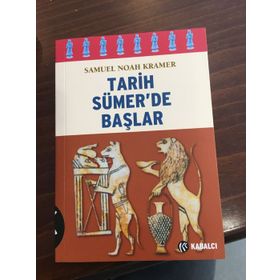 SAMUEL NOAH KRAMER
TARİH
SÜMER'DE
BAŞLAR
KABALCI